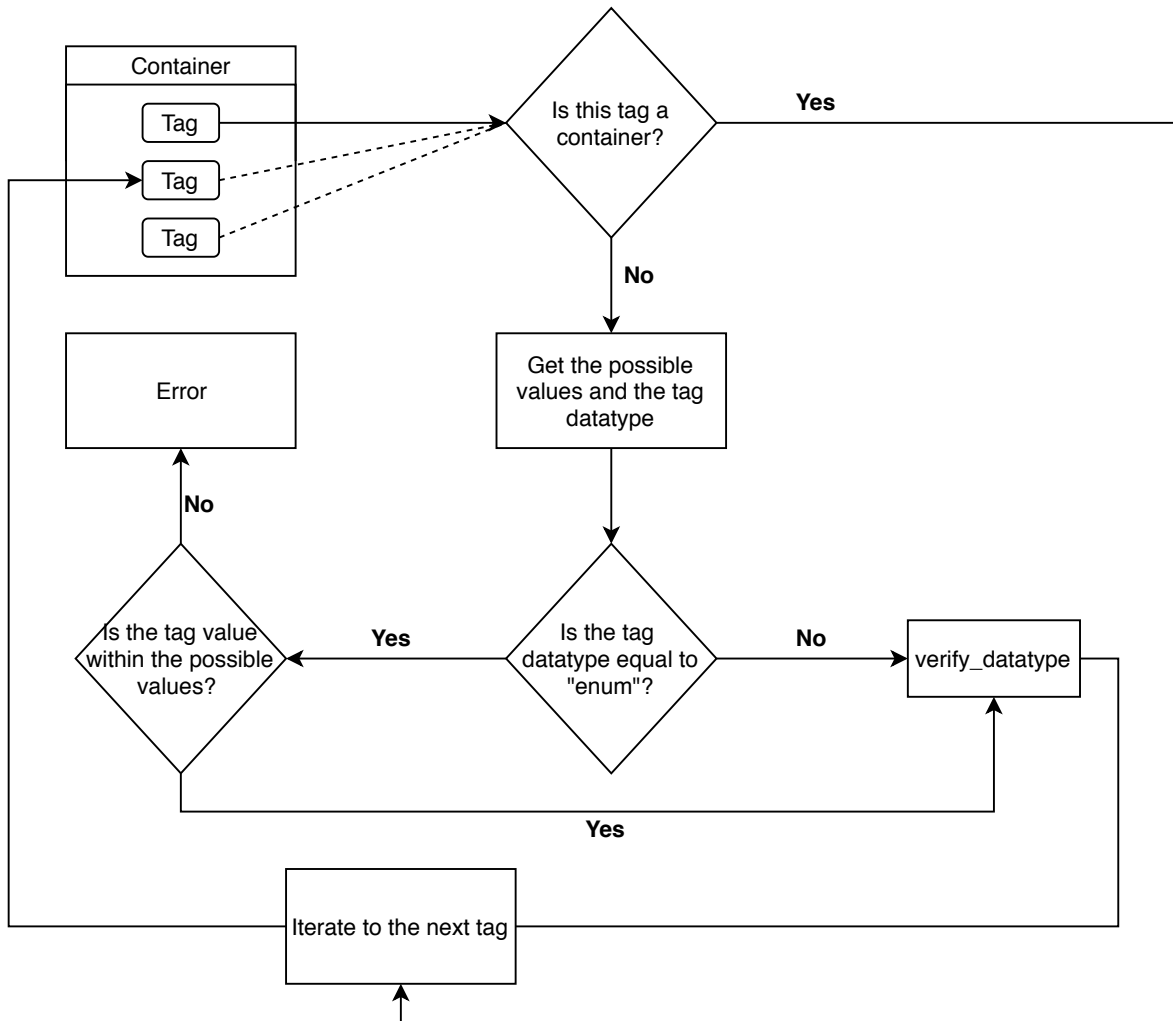 Container
Tag
Tag
Tag
Is this tag a
container?
Yes
No
Get the possible
values and the tag
datatype
Error
No
Is the tag value
within the possible
values?
Yes
Is the tag
datatype equal to
"enum"?
No
verify_datatype
Yes
Iterate to the next tag